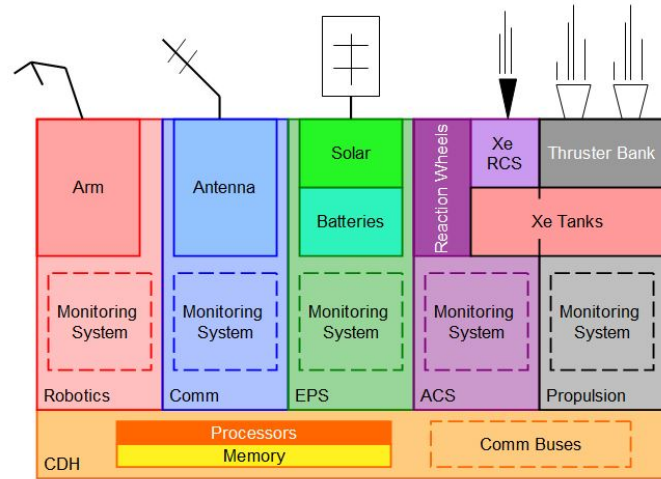 Arm
Antenna
Solar
Batteries
Reaction Wheels
Xe
RCS
Thruster Bank
Xe Tanks
Monitoring
System
Monitoring
System
Monitoring
System
Monitoring
System
Monitoring
System
Robotics
Comm
EPS
ACS
Propulsion
Processors
Memory
Comm Buses
CDH